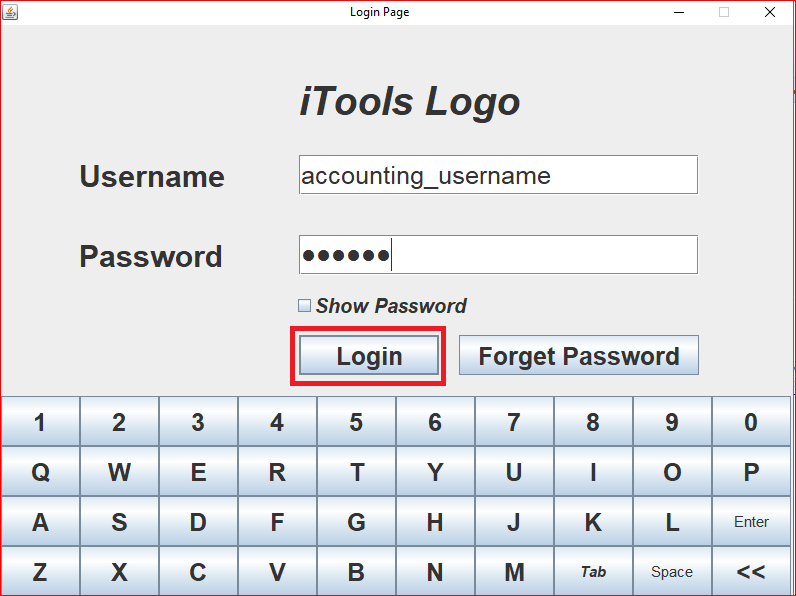 Login Page
iTools Logo
Username accounting_username
Password ••••••
Show Password
Login Forget Password
1 2 3 4 5 6 7 8 9 0
Q W E R T Y U I O P
A S D F G H J K L Enter
Z X C V B N M Tab Space <<